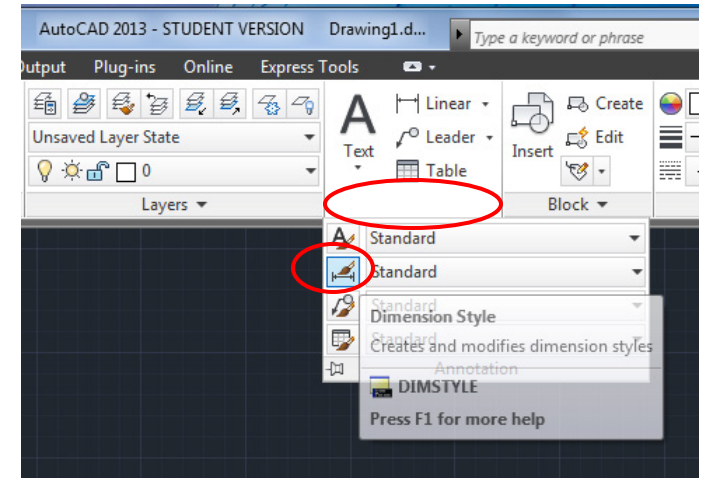 AutoCAD 2013 - STUDENT VERSION Drawing1.d... Type a keyword or phrase
Output Plug-ins Online Express Tools
Unsaved Layer State
0
Layers
A
Text
Linear
Leader
Table
Insert
Create
Edit
Block
Standard
Standard
Standard
Standard
Annotation
Dimension Style
Creates and modifies dimension styles
DIMSTYLE
Press F1 for more help